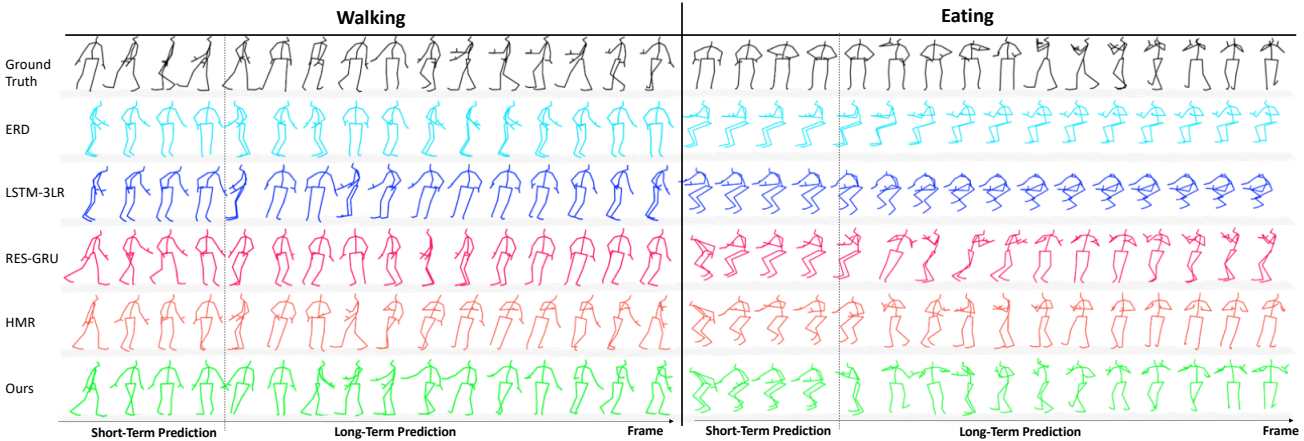 Walking
Eating
Ground
Truth
ERD
LSTM-3LR
RES-GRU
HMR
Ours
Short-Term Prediction
Long-Term Prediction
Frame
Short-Term Prediction
Long-Term Prediction
Frame